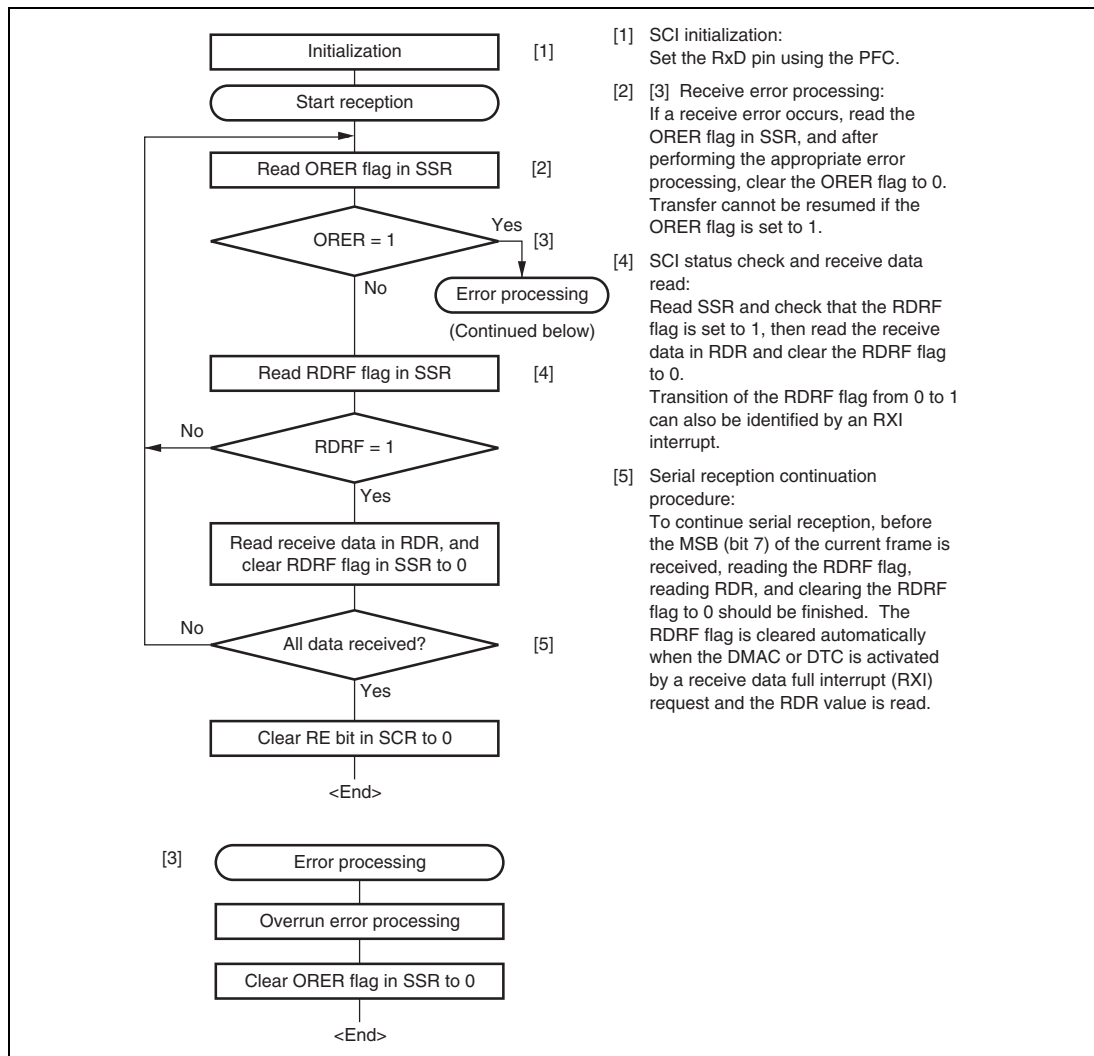 Initialization
[1]
Start reception
Read ORER flag in SSR
[2]
ORER = 1
Yes
[3]
No
Error processing
(Continued below)
Read RDRF flag in SSR
[4]
No
RDRF = 1
Yes
Read receive data in RDR, and
clear RDRF flag in SSR to 0
No
All data received?
[5]
Yes
Clear RE bit in SCR to 0
<End>
[3]
Error processing
Overrun error processing
Clear ORER flag in SSR to 0
<End>
[1] SCI initialization:
Set the RxD pin using the PFC.
[2] [3] Receive error processing:
If a receive error occurs, read the
ORER flag in SSR, and after
performing the appropriate error
processing, clear the ORER flag to 0.
Transfer cannot be resumed if the
ORER flag is set to 1.
[4] SCI status check and receive data
read:
Read SSR and check that the RDRF
flag is set to 1, then read the receive
data in RDR and clear the RDRF flag
to 0.
Transition of the RDRF flag from 0 to 1
can also be identified by an RXI
interrupt.
[5] Serial reception continuation
procedure:
To continue serial reception, before
the MSB (bit 7) of the current frame is
received, reading the RDRF flag,
reading RDR, and clearing the RDRF
flag to 0 should be finished. The
RDRF flag is cleared automatically
when the DMAC or DTC is activated
by a receive data full interrupt (RXI)
request and the RDR value is read.